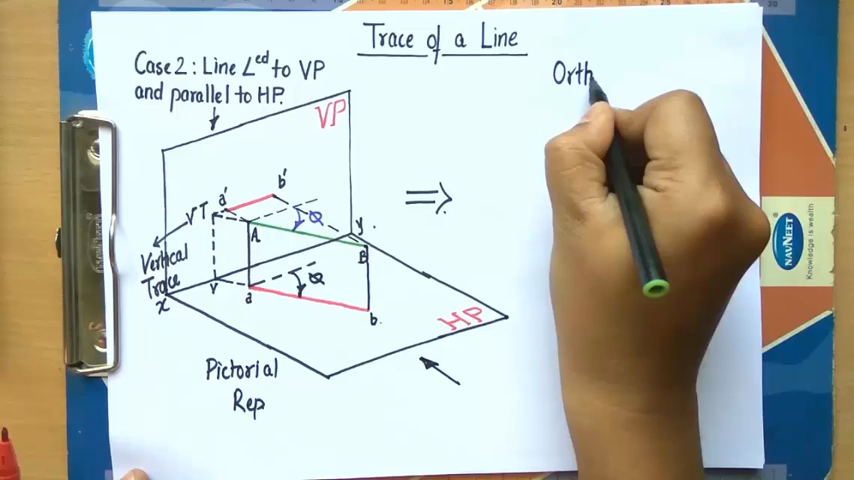 Trace of a Line
Case 2: Line ∠ed to VP
and parallel to HP.
Orth
VP
a'
b'
VT
Ø
A
y
B
Vertical
Trace
v
a
Ø
x
b
HP
Pictorial
Rep
NAVNEET
Knowledge is wealth